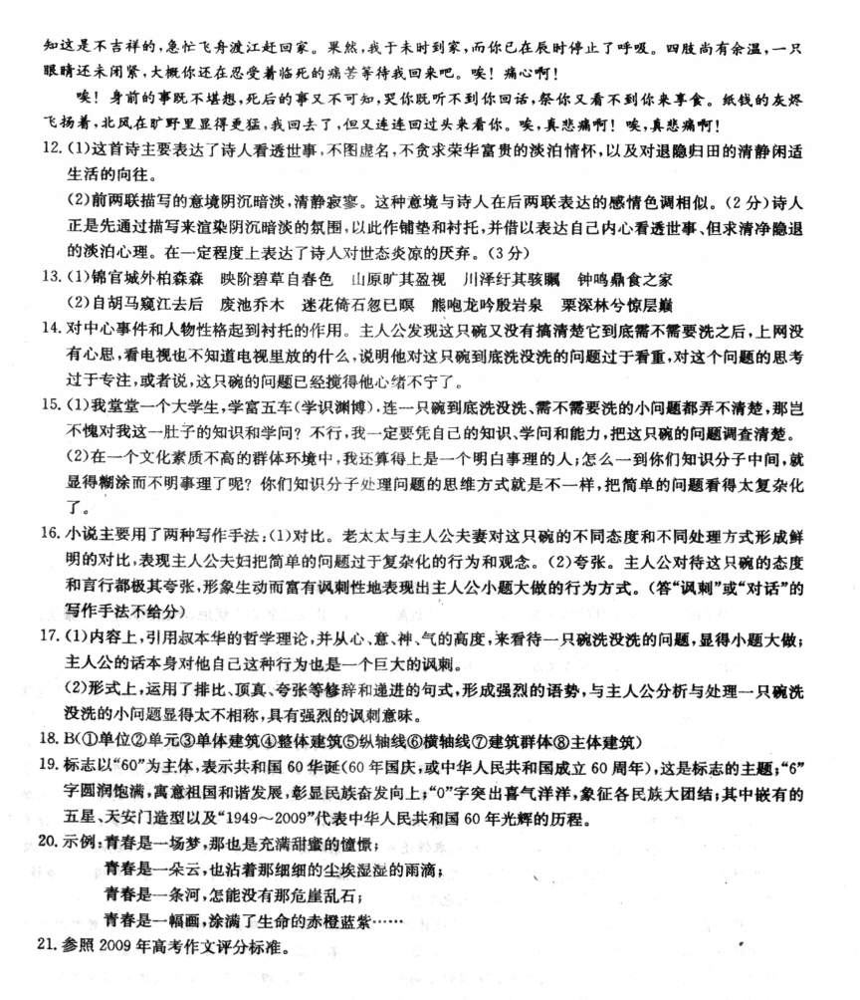 知这是不吉祥的,急忙飞舟渡江赶回家。果然,我于未时到家,而你已在辰时停止了呼吸。四肢尚有余温,一只
眼睛还未闭紧,大概你还在忍受着临死的痛苦等待我回来吧。唉!痛心啊!
唉!身前的事既不堪想,死后的事又不可知,哭你既听不到你回话,祭你又看不到你来享食。纸钱的灰烬
飞扬着,北风在旷野里显得更猛,我回去了,但又连连回过头来看你。唉,真悲痛啊!唉,真悲痛啊!
12. (1)这首诗主要表达了诗人看透世事,不图虚名,不贪求荣华富贵的淡泊情怀,以及对退隐归田的清静闲适
生活的向往。
(2)前两联描写的意境阴沉暗淡,清静寂寥。这种意境与诗人在后两联表达的感情色调相似。(2分)诗人
正是先通过描写来渲染阴沉暗淡的氛围,以此作铺垫和衬托,并借以表达自己内心看透世事、但求清净隐退
的淡泊心理。在一定程度上表达了诗人对世态炎凉的厌弃。(3分)
13. (1)锦官城外柏森森 映阶碧草自春色 山原旷其盈视 川泽纡其骇瞩 钟鸣鼎食之家
(2)自胡马窥江去后 废池乔木 迷花倚石忽已暝 熊咆龙吟殷岩泉 栗深林兮惊层巅
14. 对中心事件和人物性格起到衬托的作用。主人公发现这只碗又没有搞清楚它到底需不需要洗之后,上网没
有心思,看电视也不知道电视里放的什么,说明他对这只碗到底洗没洗的问题过于看重,对这个问题的思考
过于专注,或者说,这只碗的问题已经搅得他心绪不宁了。
15. (1)我堂堂一个大学生,学富五车(学识渊博),连一只碗到底洗没洗、需不需要洗的小问题都弄不清楚,那岂
不愧对我这一肚子的知识和学问?不行,我一定要凭自己的知识、学问和能力,把这只碗的问题调查清楚。
(2)在一个文化素质不高的群体环境中,我还算得上是一个明白事理的人;怎么一到你们知识分子中间,就
显得糊涂而不明事理了呢?你们知识分子处理问题的思维方式就是不一样,把简单的问题看得太复杂化
了。
16. 小说主要用了两种写作手法:(1)对比。老太太与主人公夫妻对这只碗的不同态度和不同处理方式形成鲜
明的对比,表现主人公夫妇把简单的问题过于复杂化的行为和观念。(2)夸张。主人公对待这只碗的态度
和言行都极其夸张,形象生动而富有讽刺性地表现出主人公小题大做的行为方式。(答“讽刺”或“对话”的
写作手法不给分)
17. (1)内容上,引用叔本华的哲学理论,并从心、意、神、气的高度,来看待一只碗洗没洗的问题,显得小题大做;
主人公的话本身对他自己这种行为也是一个巨大的讽刺。
(2)形式上,运用了排比、顶真、夸张等修辞和递进的句式,形成强烈的语势,与主人公分析与处理一只碗洗
没洗的小问题显得太不相称,具有强烈的讽刺意味。
18. B(①单位②单元③单体建筑④整体建筑⑤纵轴线⑥横轴线⑦建筑群体⑧主体建筑)
19. 标志以“60”为主体,表示共和国60华诞(60年国庆,或中华人民共和国成立60周年),这是标志的主题;“6”
字圆润饱满,寓意祖国和谐发展,彰显民族奋发向上;“0”字突出喜气洋洋,象征各民族大团结;其中嵌有的
五星、天安门造型以及“1949～2009”代表中华人民共和国60年光辉的历程。
20. 示例:青春是一场梦,那也是充满甜蜜的憧憬;
青春是一朵云,也沾着那细细的尘埃湿湿的雨滴;
青春是一条河,怎能没有那危崖乱石;
青春是一幅画,涂满了生命的赤橙蓝紫……
21. 参照2009年高考作文评分标准。